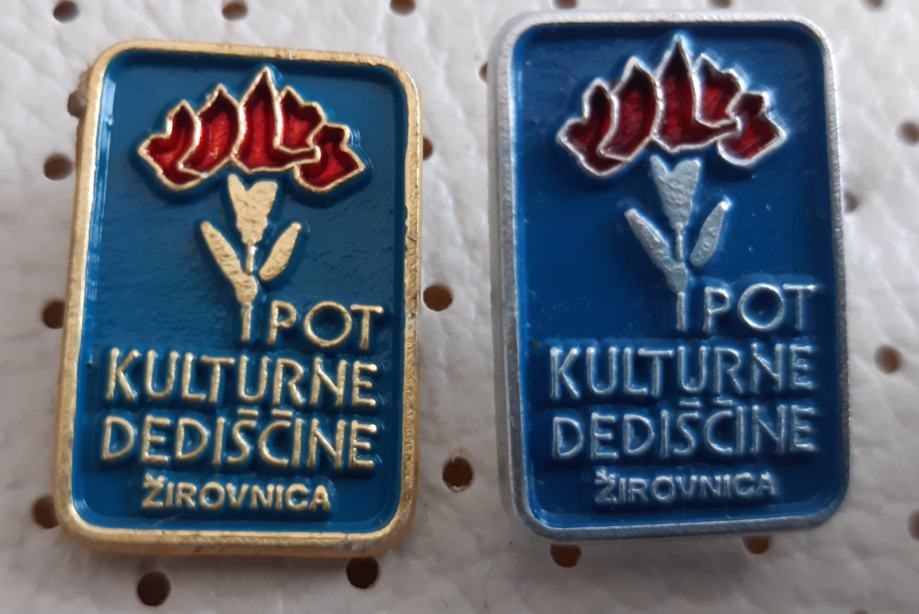 POT
KULTURNE
DEDIŠČINE
ŽIROVNICA
POT
KULTURNE
DEDIŠČINE
ŽIROVNICA